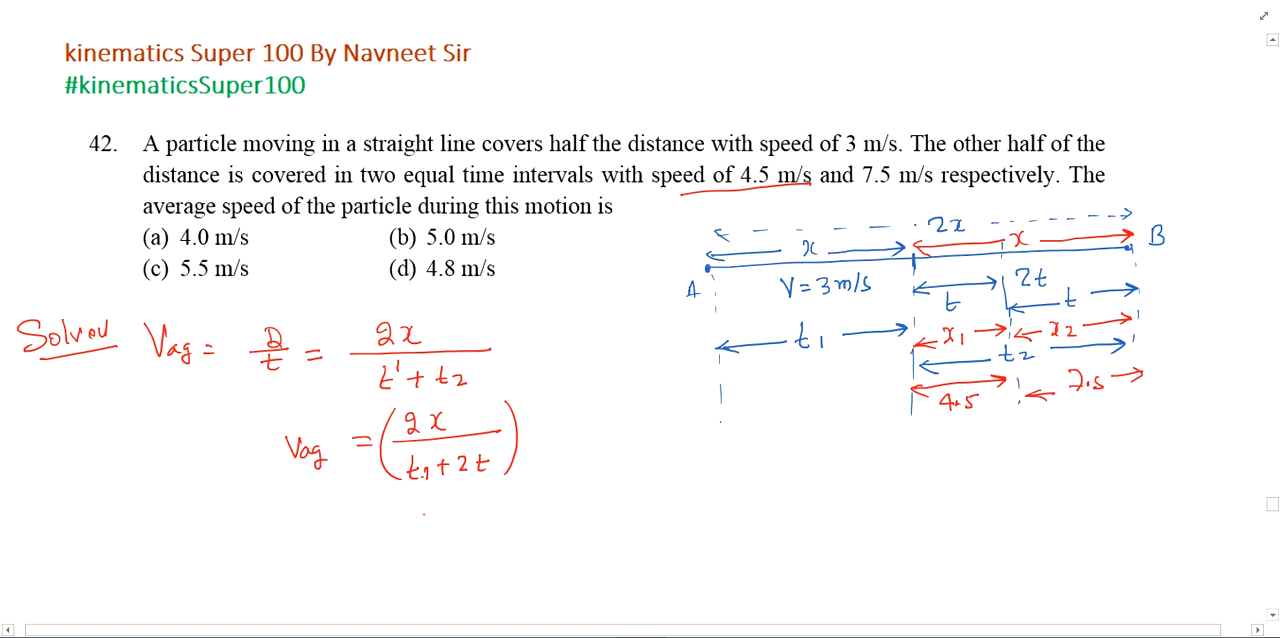 kinematics Super 100 By Navneet Sir
#kinematicsSuper100
42. A particle moving in a straight line covers half the distance with speed of 3 m/s. The other half of the
distance is covered in two equal time intervals with speed of 4.5 m/s and 7.5 m/s respectively. The
average speed of the particle during this motion is
(a) 4.0 m/s (b) 5.0 m/s
(c) 5.5 m/s (d) 4.8 m/s
2x
x x
A B
V = 3m/s t 2t t
t1 x1 x2
t2
4.5 7.5
Solved Vag = D/t = 2x/(t' + t2)
Vag = (2x/(t1 + 2t))